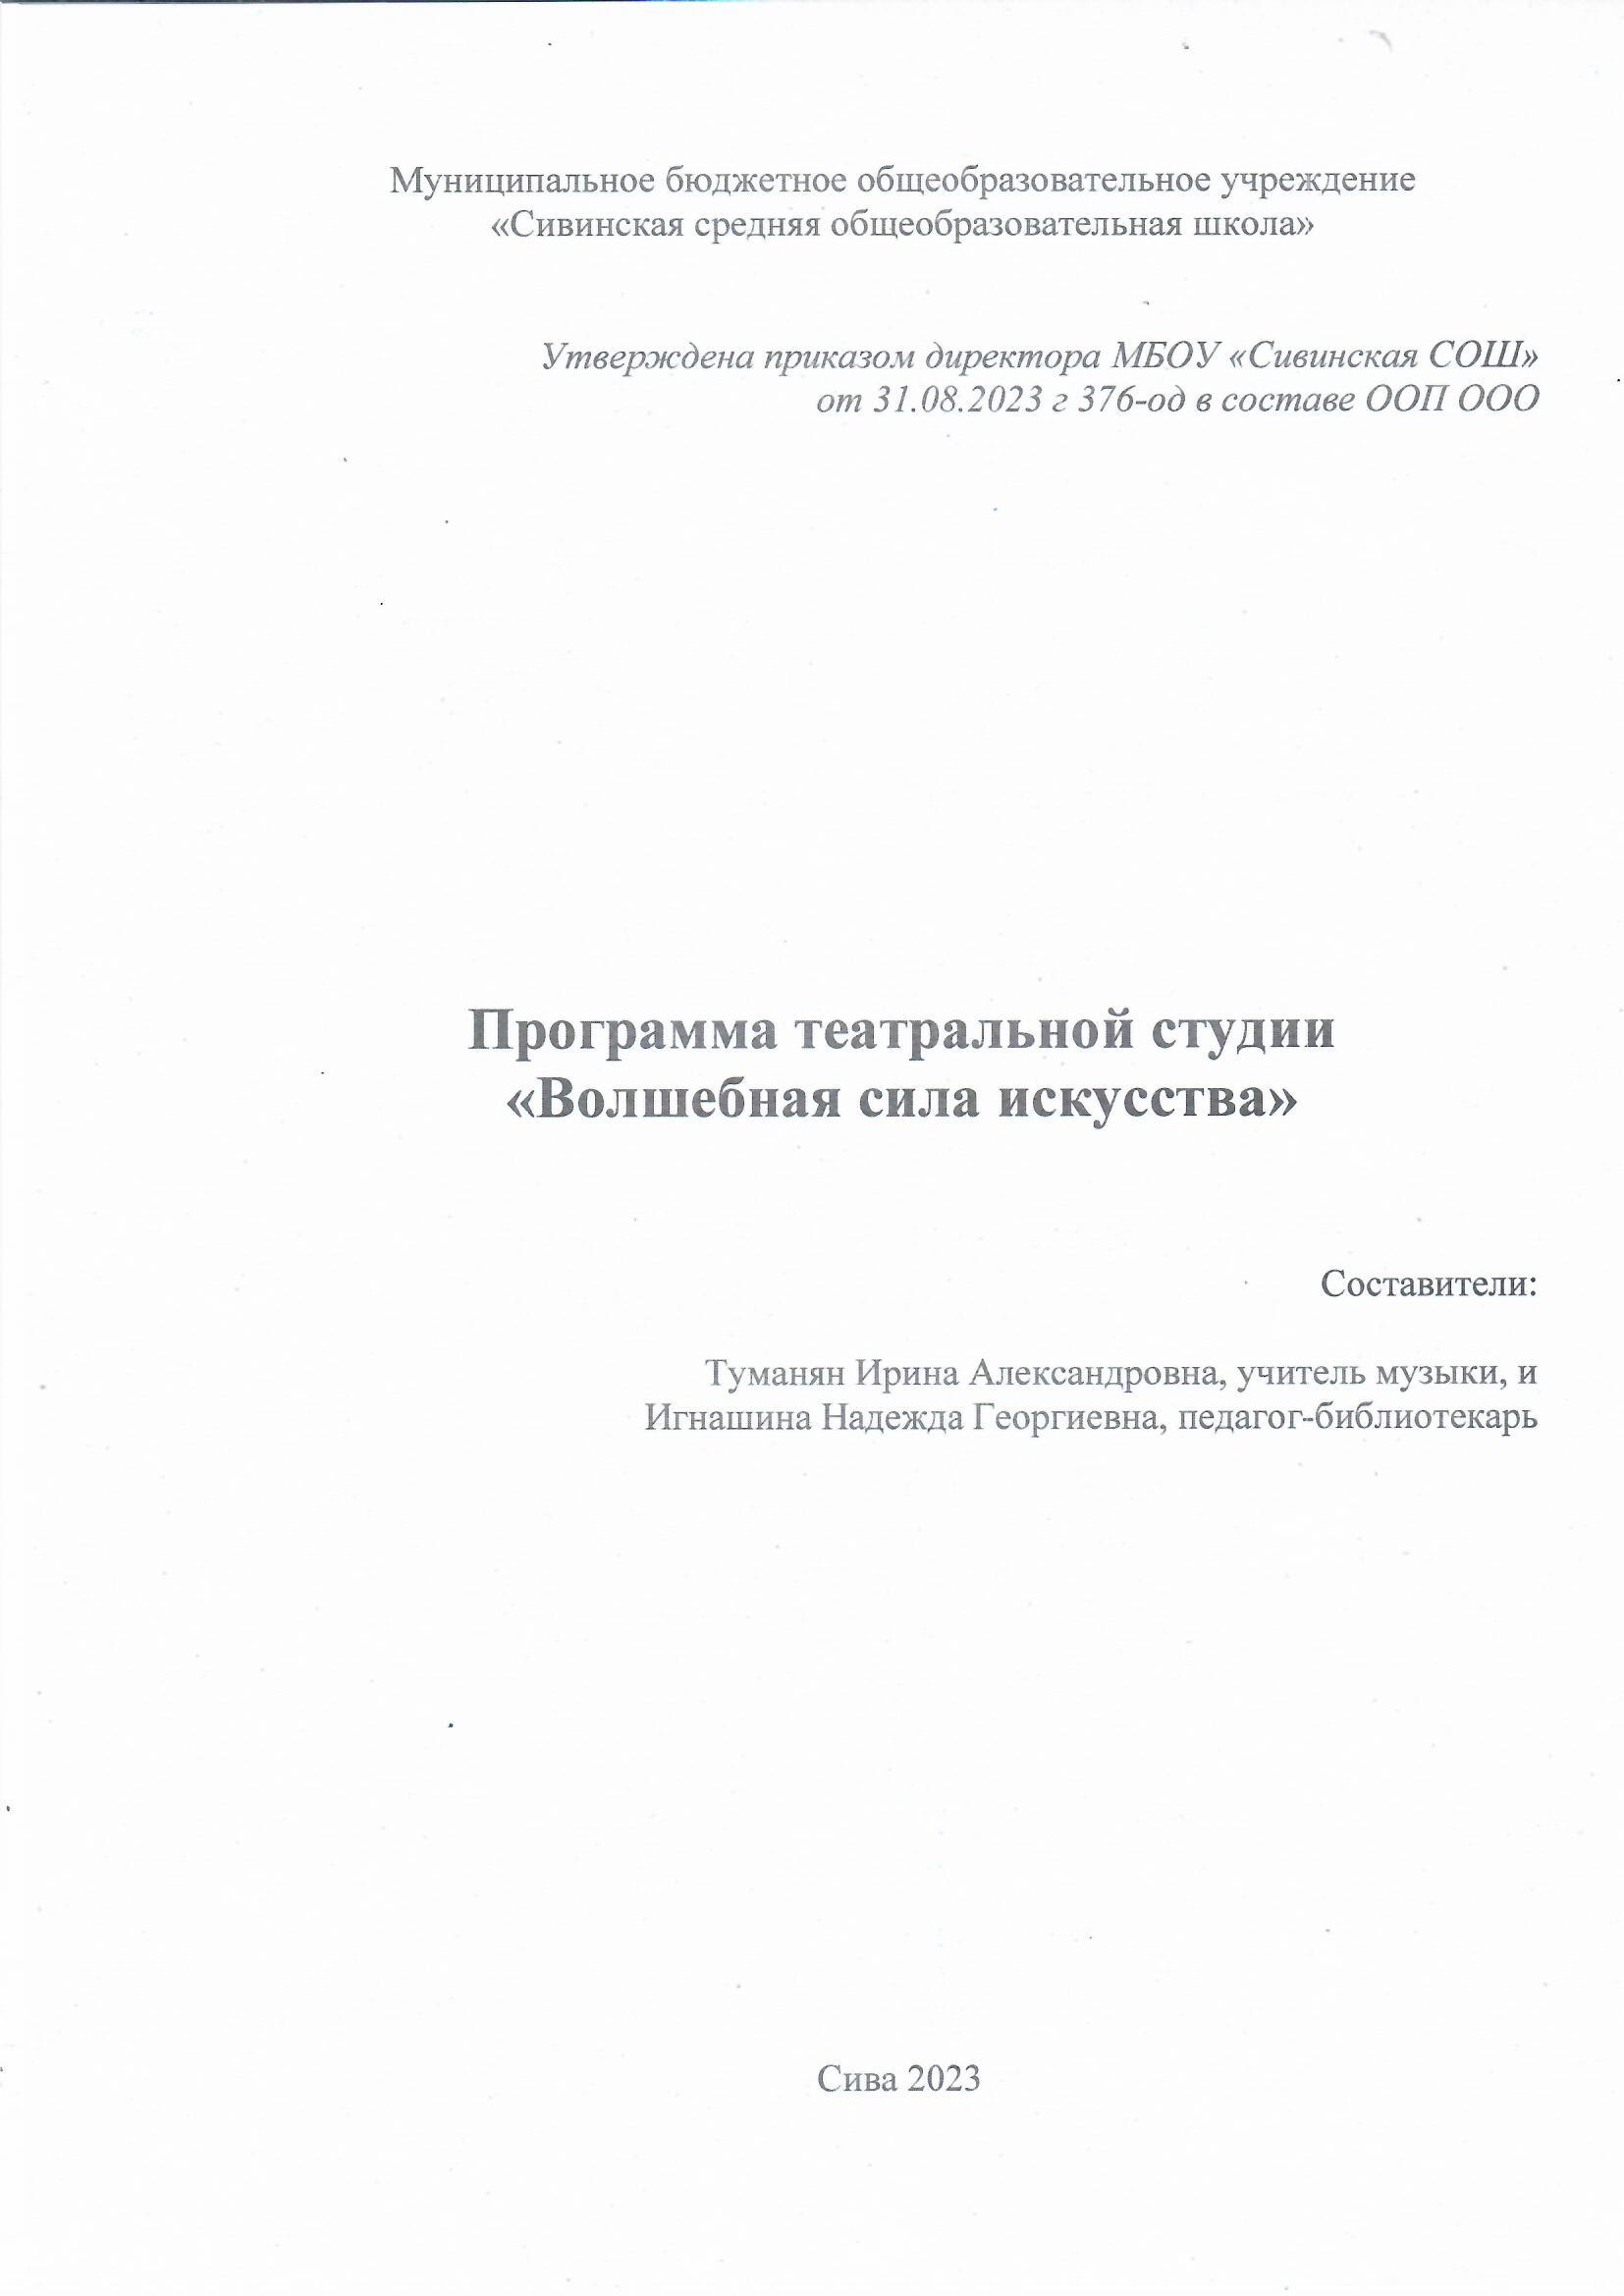 Муниципальное бюджетное общеобразовательное учреждение
«Сивинская средняя общеобразовательная школа»
Утверждена приказом директора МБОУ «Сивинская СОШ»
от 31.08.2023 г 376-од в составе ООП ООО
Программа театральной студии
«Волшебная сила искусства»
Составители:
Туманян Ирина Александровна, учитель музыки, и
Игнашина Надежда Георгиевна, педагог-библиотекарь
Сива 2023